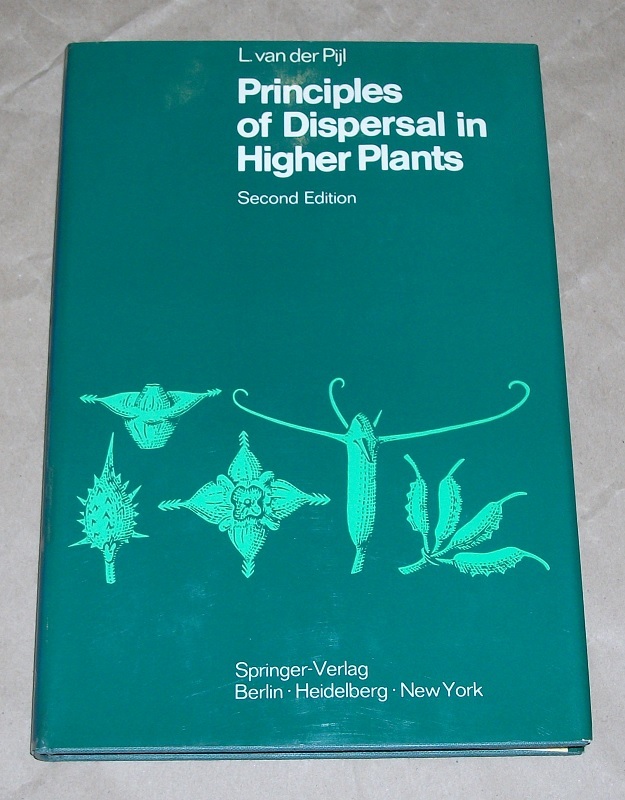 L. van der Pijl
Principles
of Dispersal in
Higher Plants
Second Edition
Springer-Verlag
Berlin · Heidelberg · New York